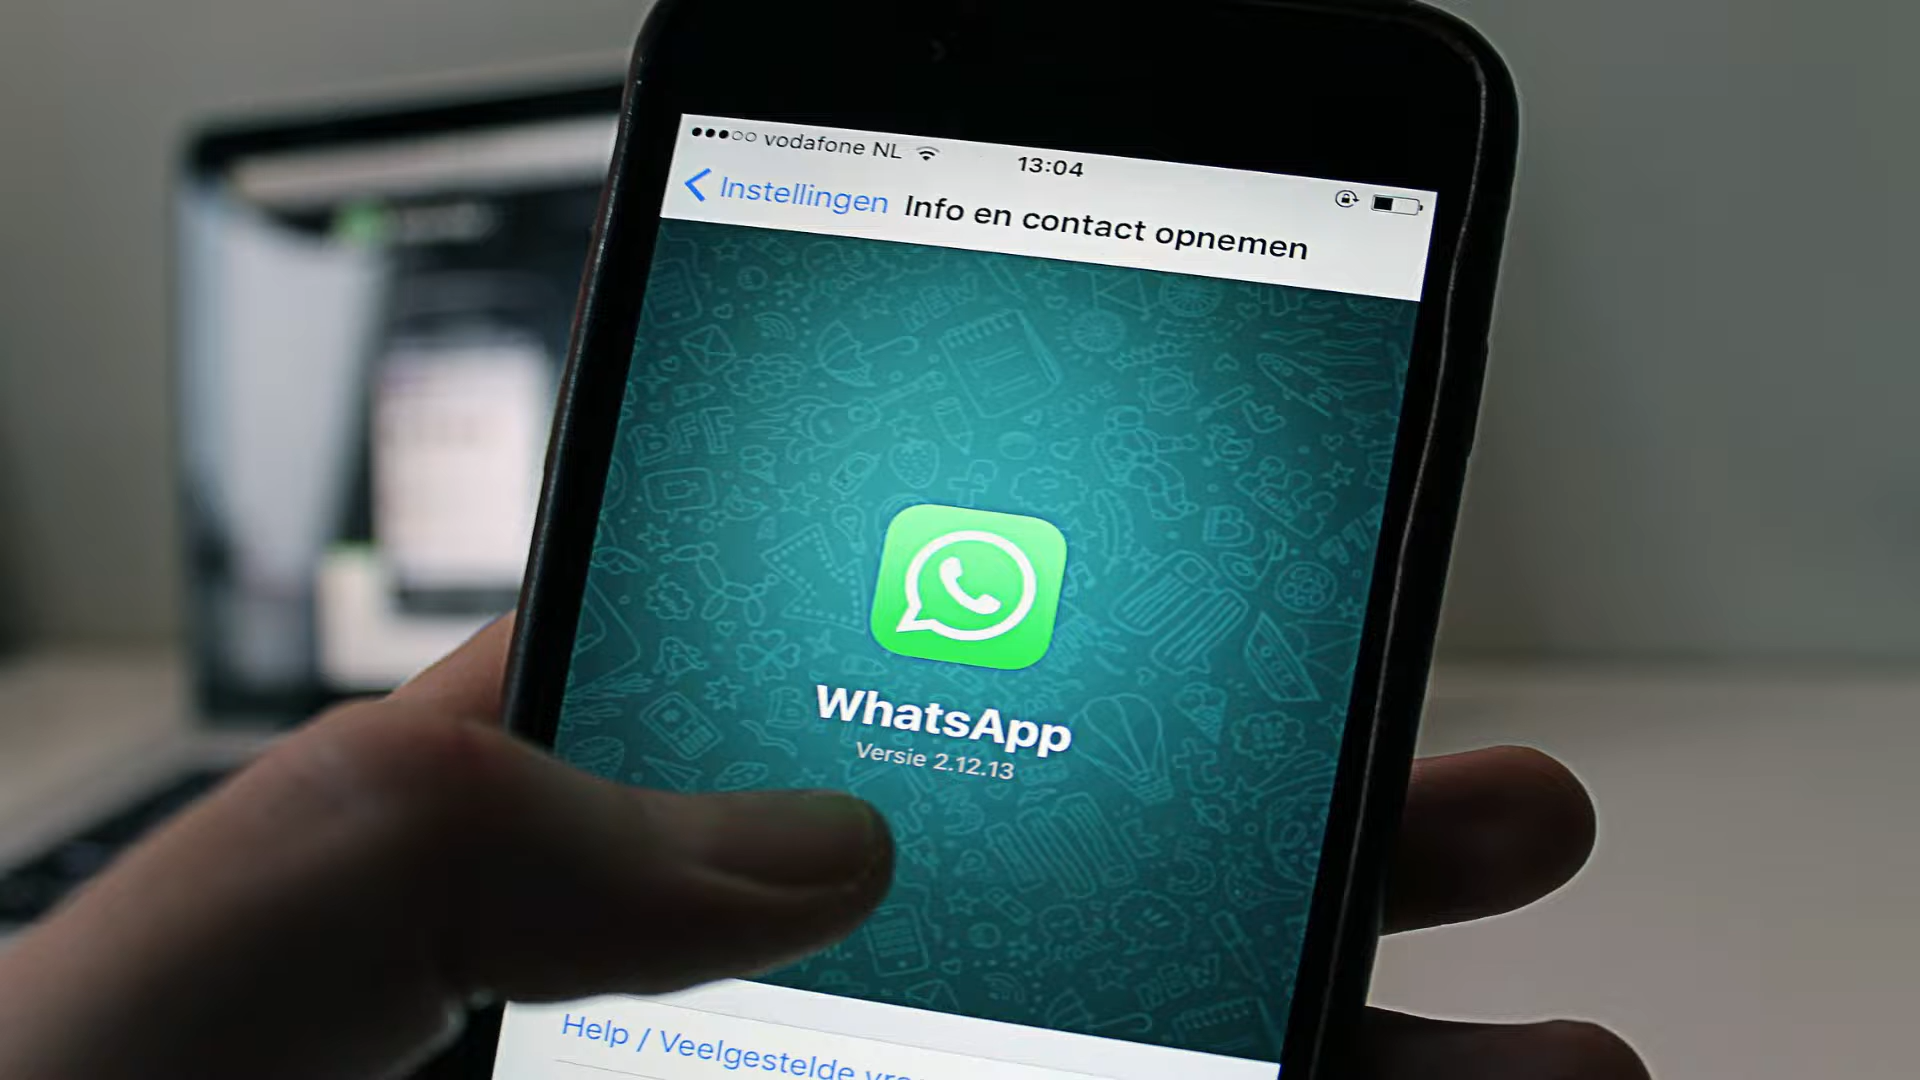 vodafone NL
13:04
Instellingen Info en contact opnemen
WhatsApp
Versie 2.12.13
Help / Veelgestelde